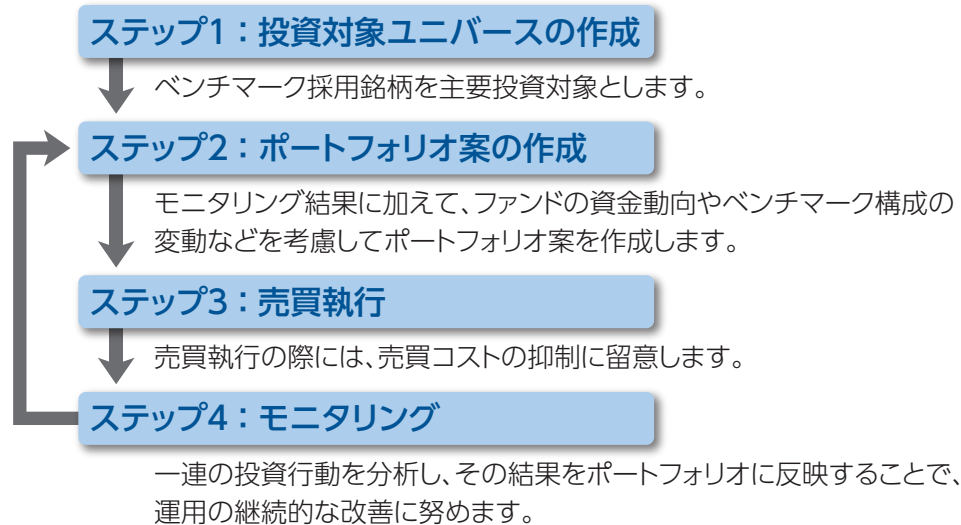 ステップ1：投資対象ユニバースの作成
ベンチマーク採用銘柄を主要投資対象とします。
ステップ2：ポートフォリオ案の作成
モニタリング結果に加えて、ファンドの資金動向やベンチマーク構成の
変動などを考慮してポートフォリオ案を作成します。
ステップ3：売買執行
売買執行の際には、売買コストの抑制に留意します。
ステップ4：モニタリング
一連の投資行動を分析し、その結果をポートフォリオに反映することで、
運用の継続的な改善に努めます。